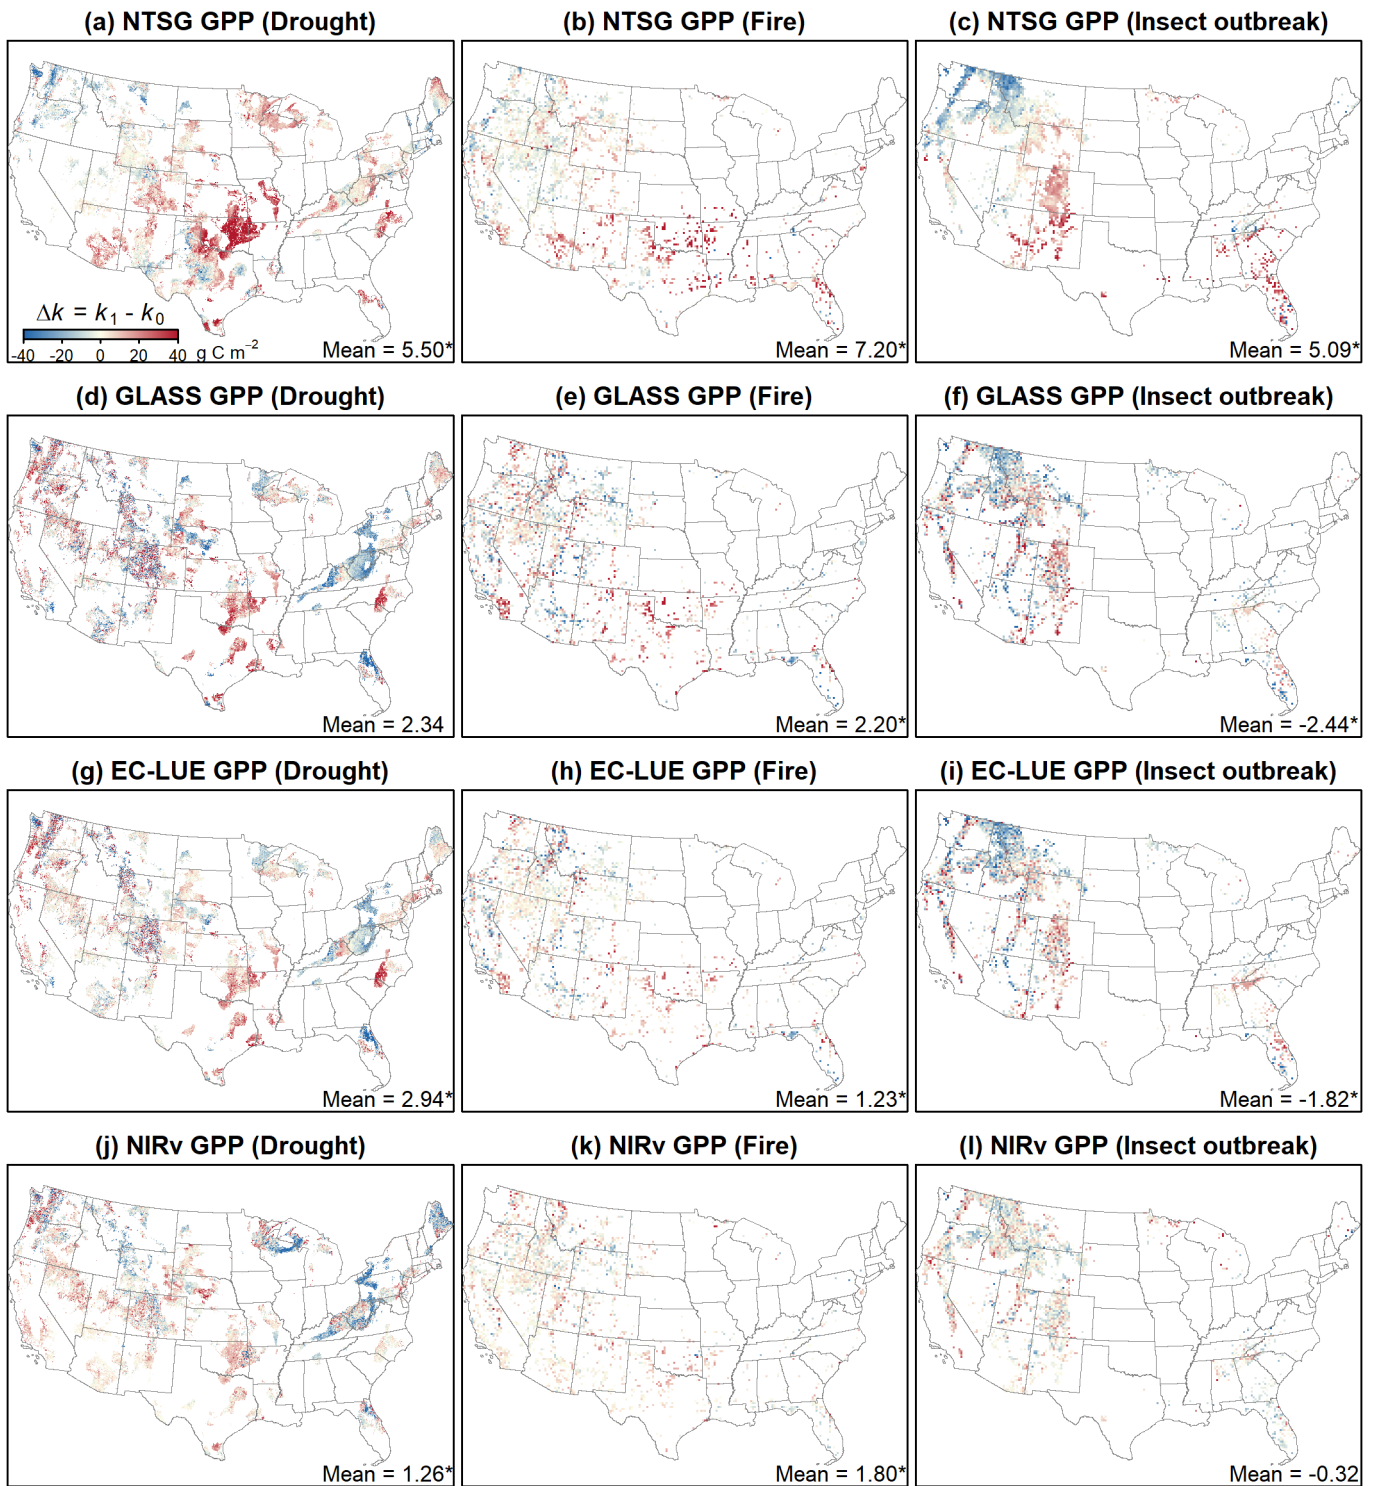 (a) NTSG GPP (Drought)
(b) NTSG GPP (Fire)
(c) NTSG GPP (Insect outbreak)
Δk = k₁ - k₀
-40 -20 0 20 40 g C m⁻²
Mean = 5.50*
Mean = 7.20*
Mean = 5.09*
(d) GLASS GPP (Drought)
(e) GLASS GPP (Fire)
(f) GLASS GPP (Insect outbreak)
Mean = 2.34
Mean = 2.20*
Mean = -2.44*
(g) EC-LUE GPP (Drought)
(h) EC-LUE GPP (Fire)
(i) EC-LUE GPP (Insect outbreak)
Mean = 2.94*
Mean = 1.23*
Mean = -1.82*
(j) NIRv GPP (Drought)
(k) NIRv GPP (Fire)
(l) NIRv GPP (Insect outbreak)
Mean = 1.26*
Mean = 1.80*
Mean = -0.32